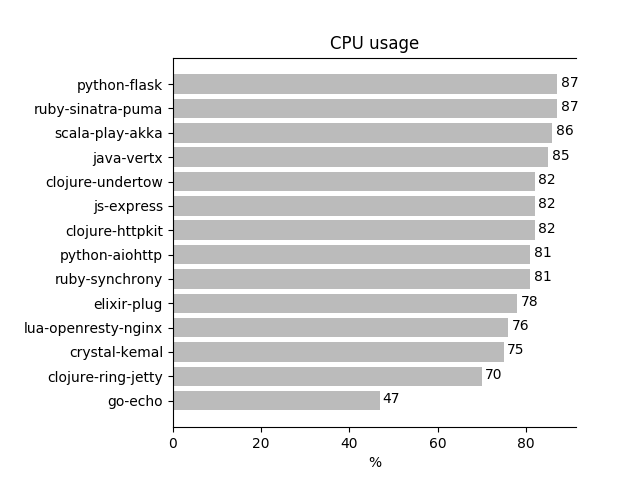 CPU usage
python-flask 87
ruby-sinatra-puma 87
scala-play-akka 86
java-vertx 85
clojure-undertow 82
js-express 82
clojure-httpkit 82
python-aiohttp 81
ruby-synchrony 81
elixir-plug 78
lua-openresty-nginx 76
crystal-kemal 75
clojure-ring-jetty 70
go-echo 47
0 20 40 60 80
%